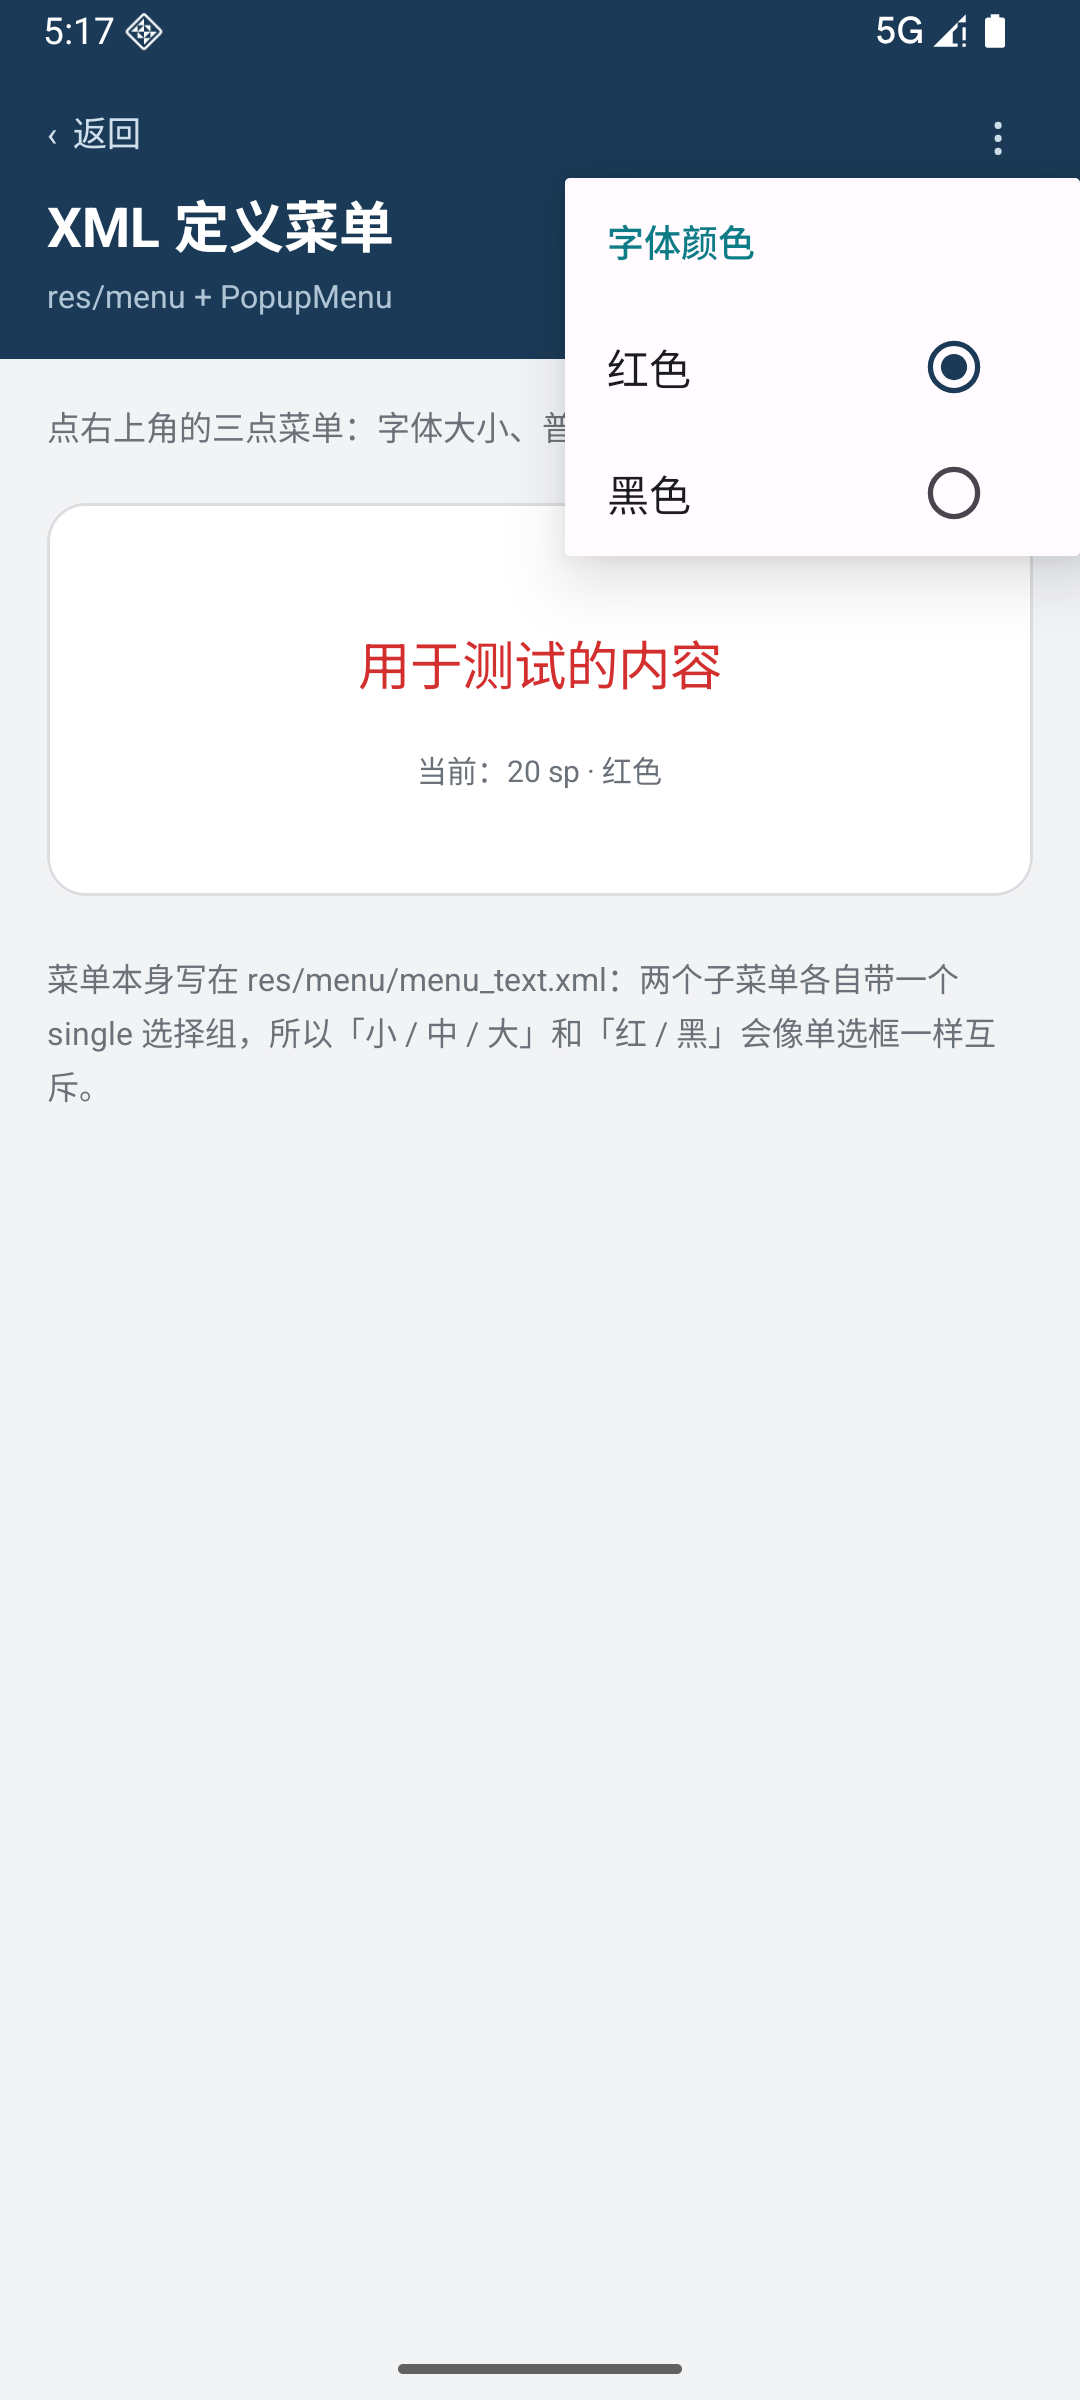 5:17
5G
‹ 返回
XML 定义菜单
res/menu + PopupMenu
字体颜色
红色
黑色
点右上角的三点菜单：字体大小、普
用于测试的内容
当前：20 sp · 红色
菜单本身写在 res/menu/menu_text.xml：两个子菜单各自带一个
single 选择组，所以「小 / 中 / 大」和「红 / 黑」会像单选框一样互
斥。